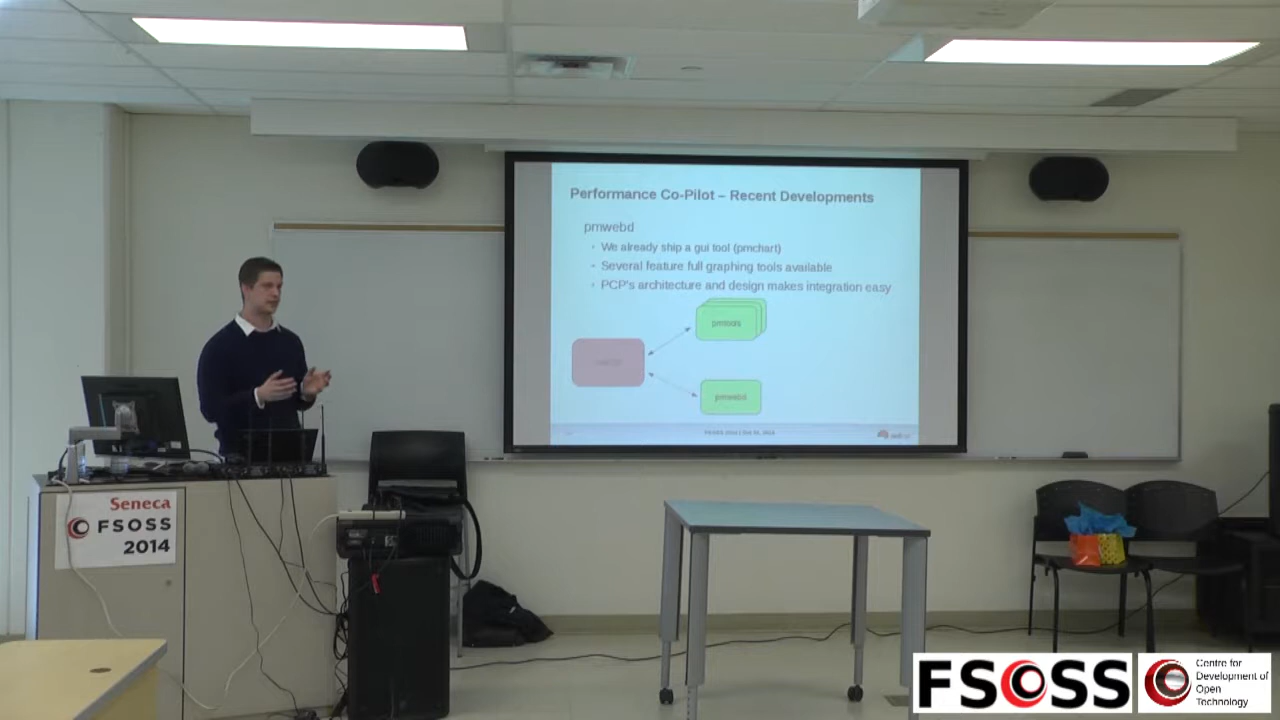 Performance Co-Pilot – Recent Developments
pmwebd
We already ship a gui tool (pmchart)
Several feature full graphing tools available
PCP's architecture and design makes integration easy
pmtools
pmwebd
Seneca
FSOSS
2014
FSOSS
Centre for
Development of
Open
Technology